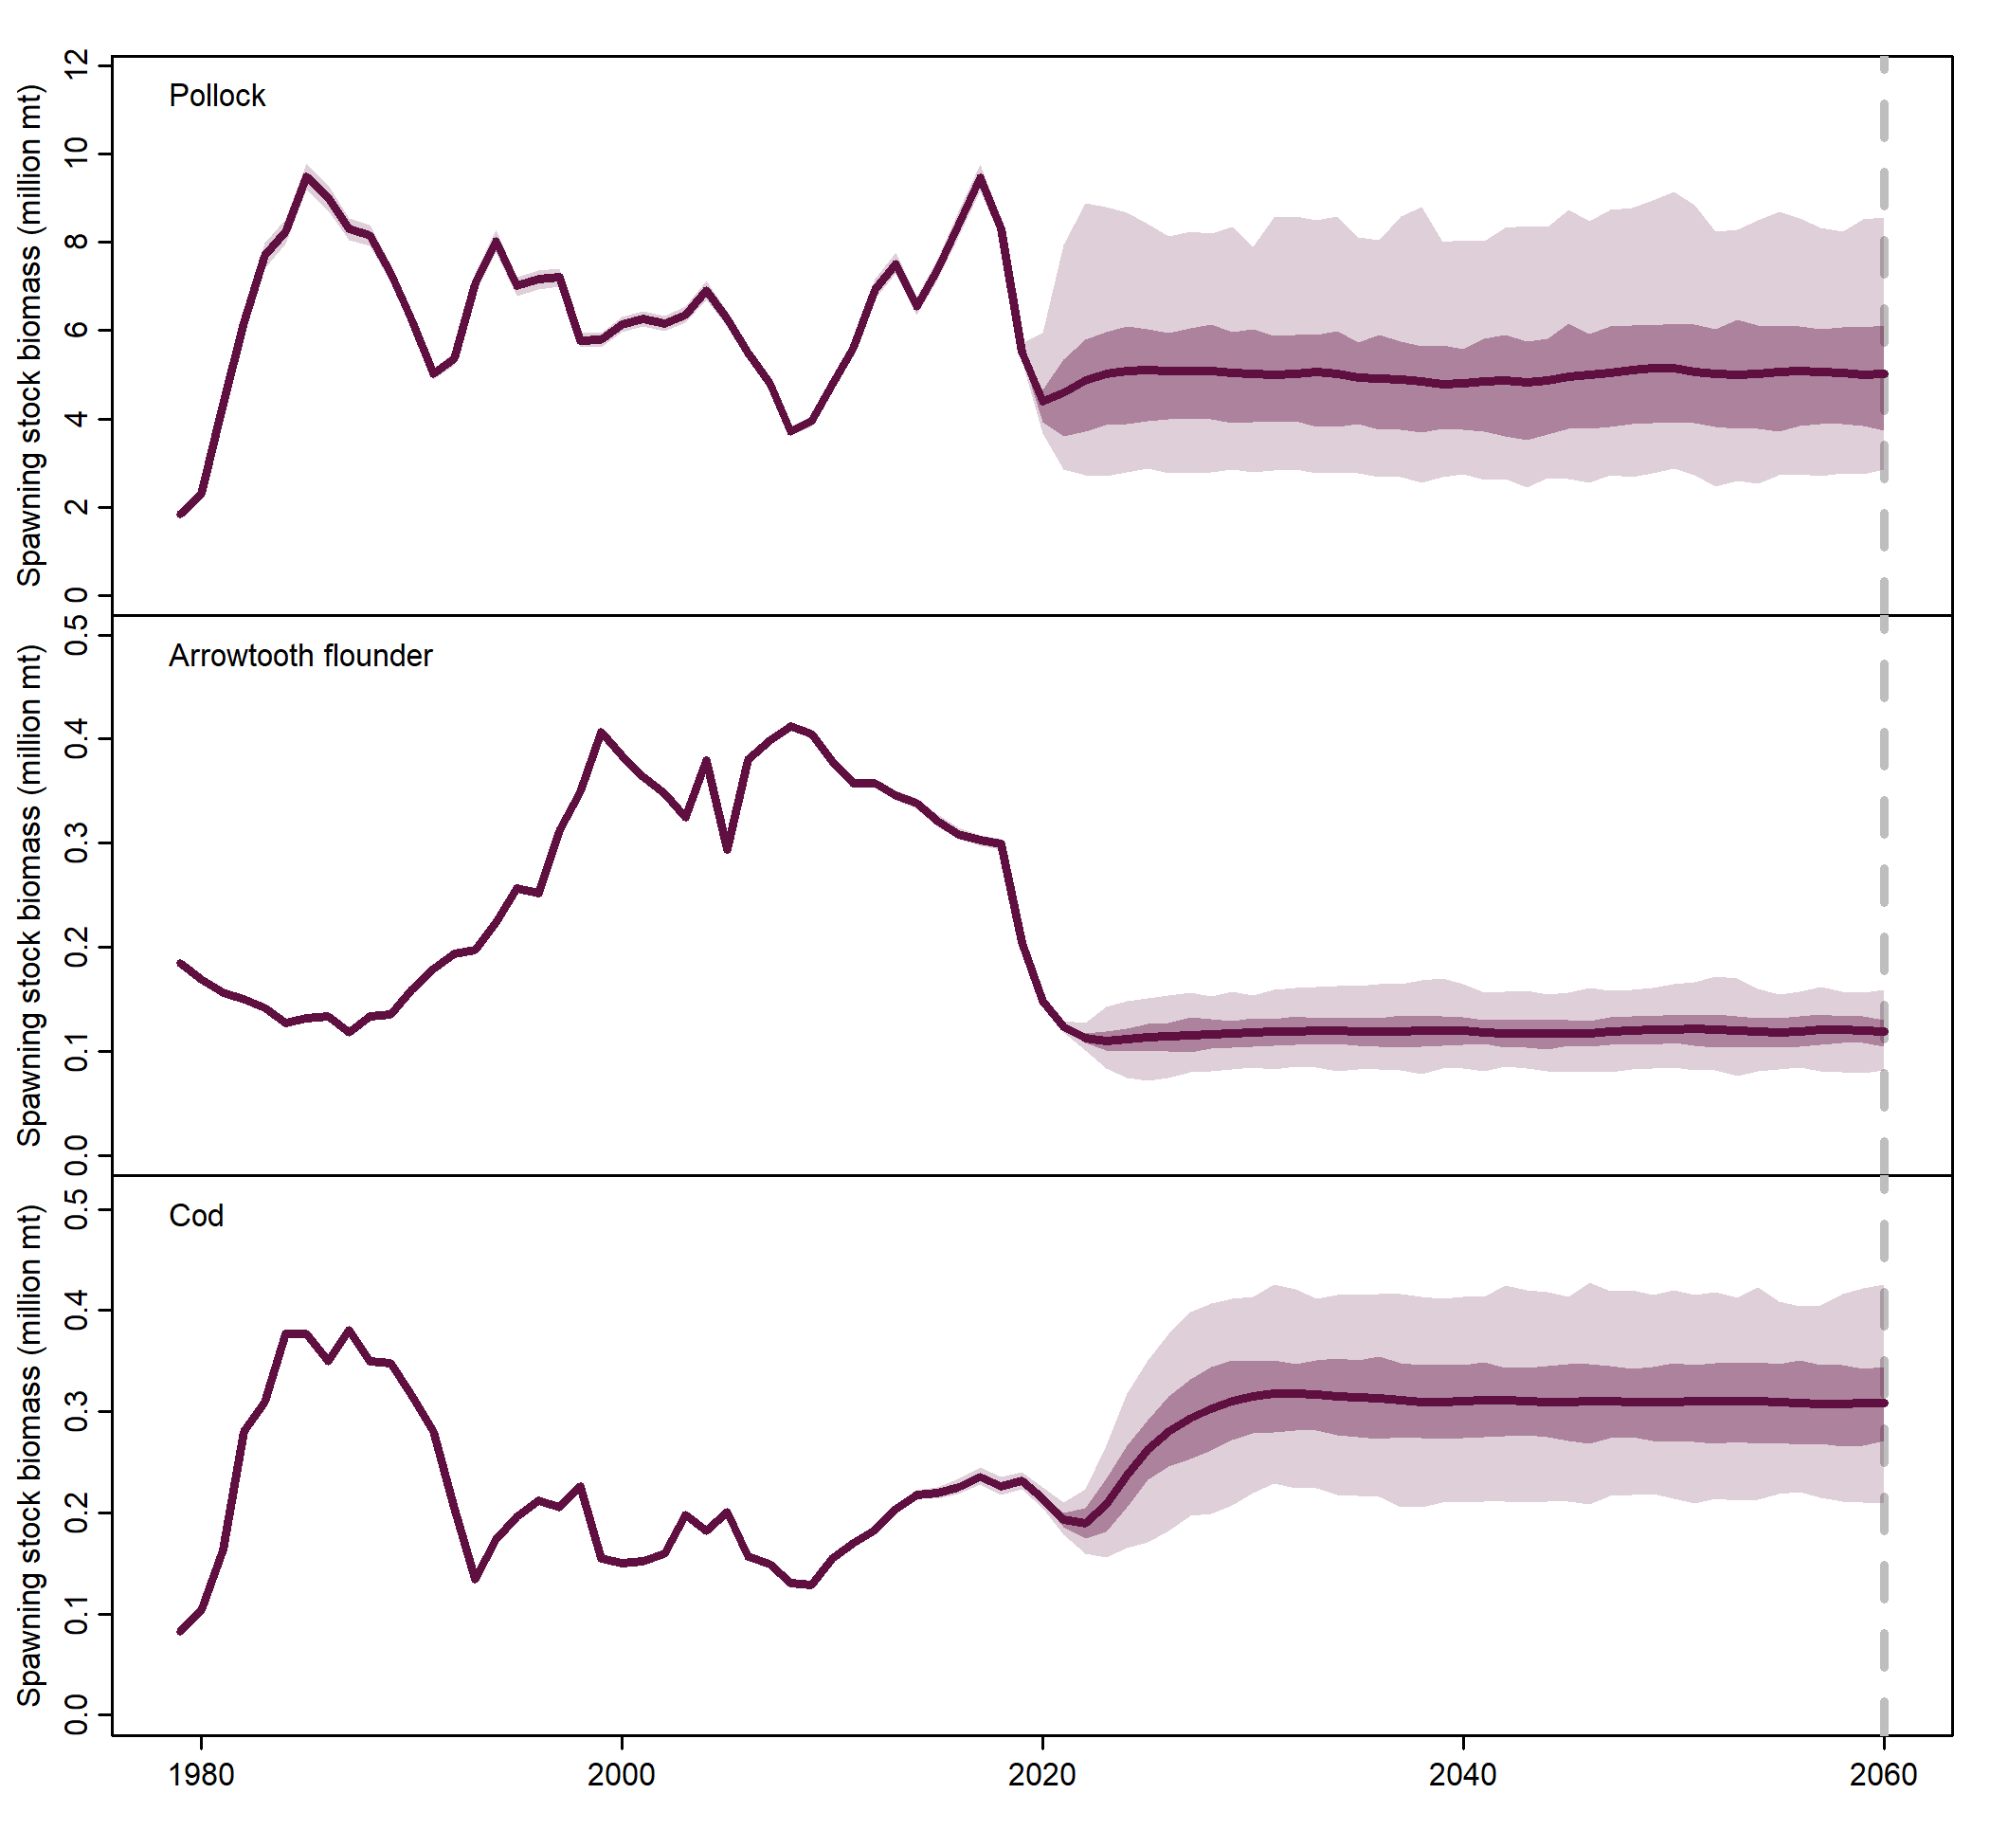 Pollock
Spawning stock biomass (million mt)
12
10
8
6
4
2
0
Arrowtooth flounder
Spawning stock biomass (million mt)
0.5
0.4
0.3
0.2
0.1
0.0
Cod
Spawning stock biomass (million mt)
0.5
0.4
0.3
0.2
0.1
0.0
1980 2000 2020 2040 2060